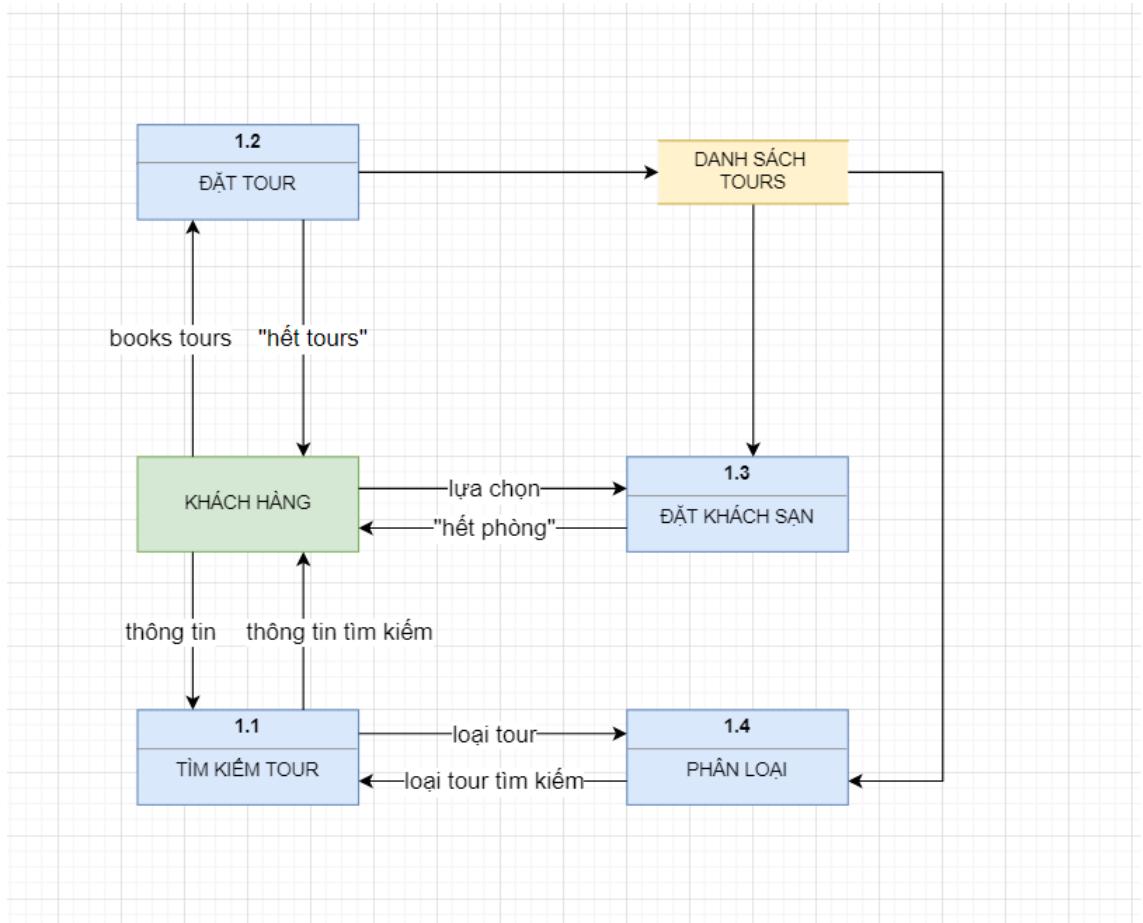 1.2
ĐẶT TOUR
DANH SÁCH
TOURS
books tours
"hết tours"
KHÁCH HÀNG
lựa chọn
"hết phòng"
1.3
ĐẶT KHÁCH SẠN
thông tin
thông tin tìm kiếm
1.1
TÌM KIẾM TOUR
loại tour
loại tour tìm kiếm
1.4
PHÂN LOẠI